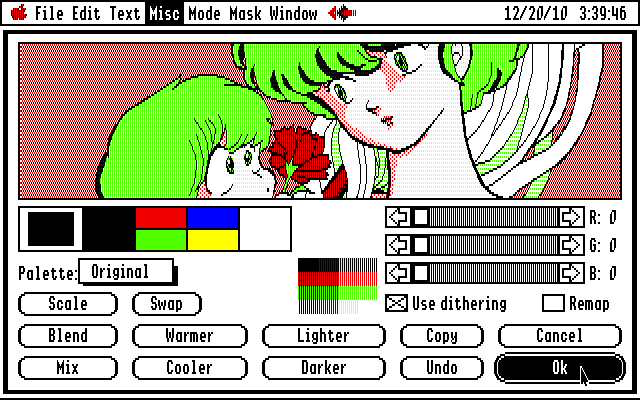 File Edit Text Misc Mode Mask Window 12/20/10 3:39:46
R: 0
G: 0
Palette: Original
B: 0
Scale Swap
Use dithering Remap
Blend Warmer Lighter Copy Cancel
Mix Cooler Darker Undo Ok